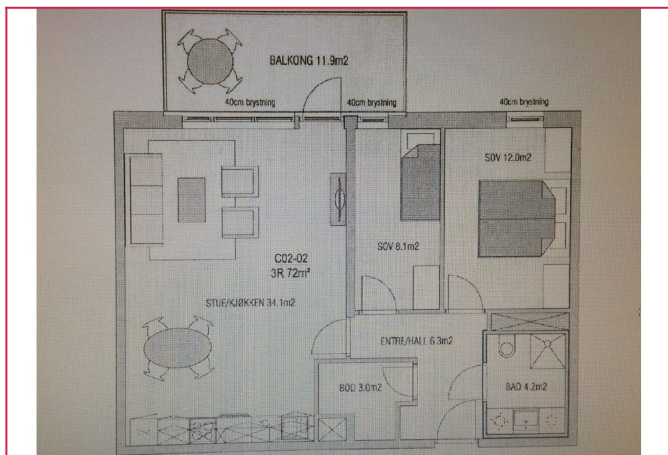 BALKONG 11.9m2
40cm brystning 40cm brystning 40cm brystning
SOV 12.0m2
SOV 8.1m2
C02-02
3R 72m²
STUE/KJØKKEN 34.1m2
ENTRE/HALL 6.3m2
BOD 3.0m2
BAD 4.2m2